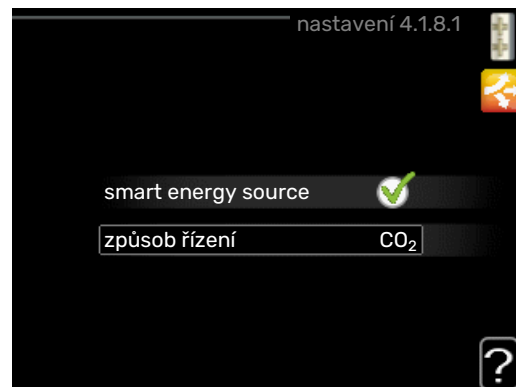 nastavení 4.1.8.1
smart energy source
způsob řízení CO₂
?